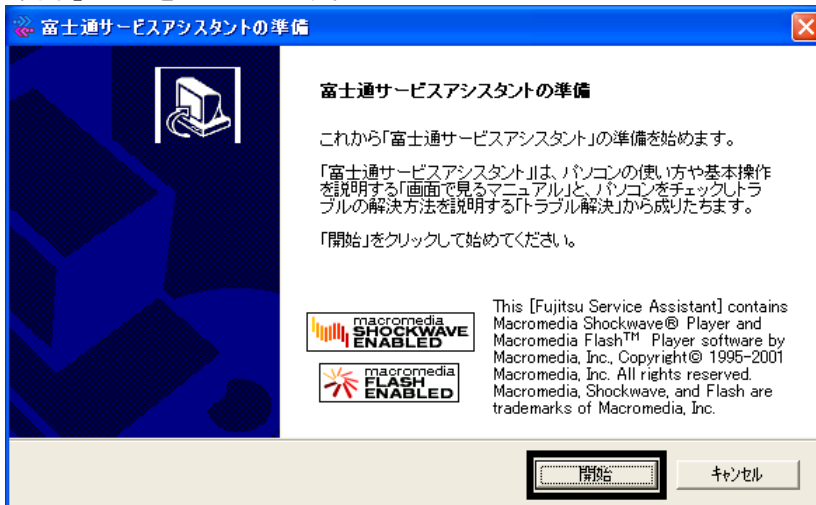 富士通サービスアシスタントの準備
富士通サービスアシスタントの準備
これから「富士通サービスアシスタント」の準備を始めます。
「富士通サービスアシスタント」は、パソコンの使い方や基本操作
を説明する「画面で見るマニュアル」と、パソコンをチェックしトラ
ブルの解決方法を説明する「トラブル解決」から成りたちます。
「開始」をクリックして始めてください。
macromedia
SHOCKWAVE
ENABLED
macromedia
FLASH
ENABLED
This [Fujitsu Service Assistant] contains
Macromedia Shockwave® Player and
Macromedia Flash™ Player software by
Macromedia, Inc., Copyright© 1995-2001
Macromedia, Inc. All rights reserved.
Macromedia, Shockwave, and Flash are
trademarks of Macromedia, Inc.
開始
キャンセル